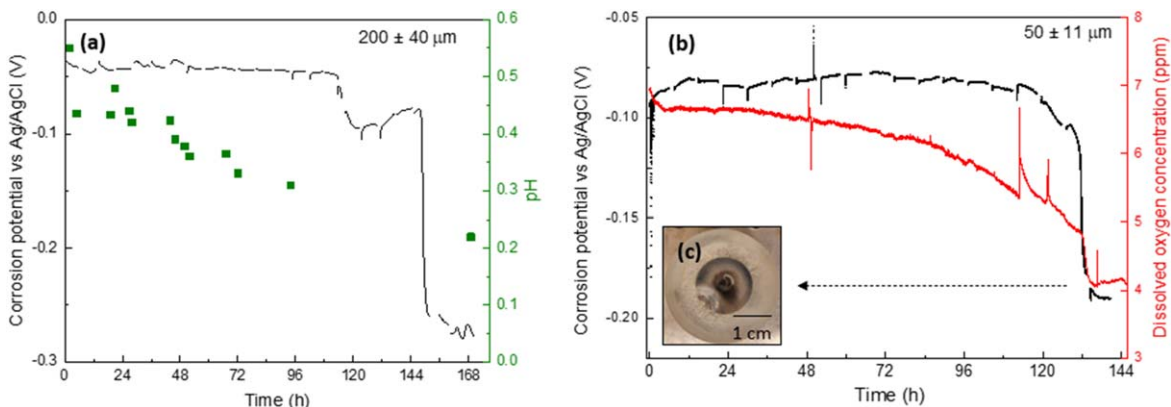 (a)
200 ± 40 μm
Corrosion potential vs Ag/AgCl (V)
0.0
-0.1
-0.2
-0.3
0 24 48 72 96 120 144 168
Time (h)
0.6
0.5
0.4
0.3
0.2
0.1
0.0
pH
(b)
50 ± 11 μm
Corrosion potential vs Ag/AgCl (V)
-0.05
-0.10
-0.15
-0.20
(c)
1 cm
0 24 48 72 96 120 144
Time (h)
8
7
6
5
4
3
Dissolved oxygen concentration (ppm)